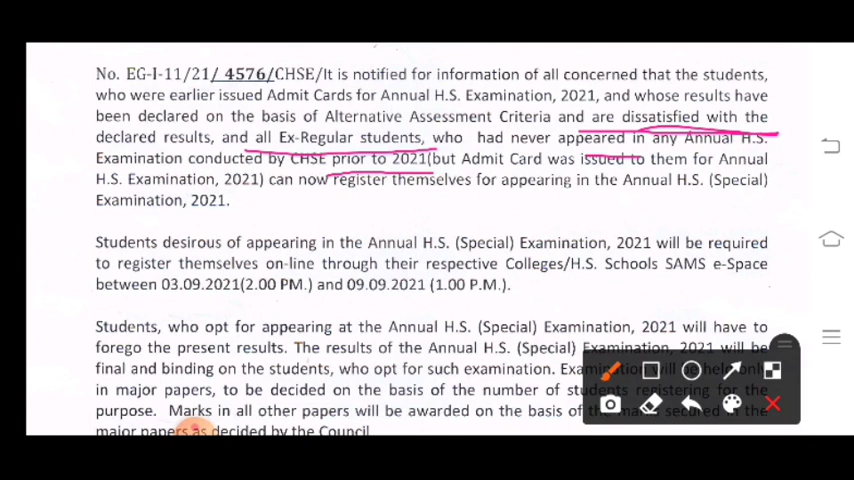 No. EG-I-11/21/ 4576/CHSE/It is notified for information of all concerned that the students,
who were earlier issued Admit Cards for Annual H.S. Examination, 2021, and whose results have
been declared on the basis of Alternative Assessment Criteria and are dissatisfied with the
declared results, and all Ex-Regular students, who had never appeared in any Annual H.S.
Examination conducted by CHSE prior to 2021(but Admit Card was issued to them for Annual
H.S. Examination, 2021) can now register themselves for appearing in the Annual H.S. (Special)
Examination, 2021.
Students desirous of appearing in the Annual H.S. (Special) Examination, 2021 will be required
to register themselves on-line through their respective Colleges/H.S. Schools SAMS e-Space
between 03.09.2021(2.00 PM.) and 09.09.2021 (1.00 P.M.).
Students, who opt for appearing at the Annual H.S. (Special) Examination, 2021 will have to
forego the present results. The results of the Annual H.S. (Special) Examination, 2021 will be
final and binding on the students, who opt for such examination. Examination will be held only
in major papers, to be decided on the basis of the number of students registering for the
purpose. Marks in all other papers will be awarded on the basis of the marks secured in the
major papers as decided by the Council